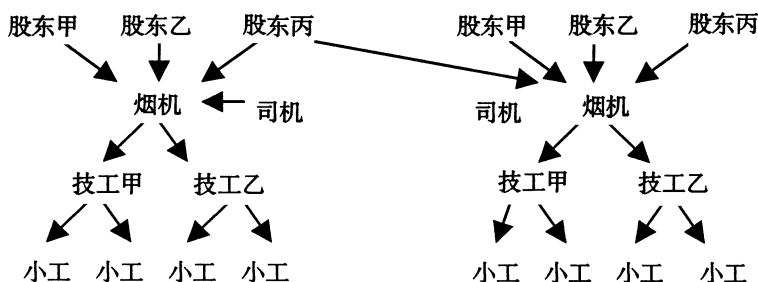 股东甲 股东乙 股东丙 股东甲 股东乙 股东丙
烟机 司机 司机 烟机
技工甲 技工乙 技工甲 技工乙
小工 小工 小工 小工 小工 小工 小工 小工